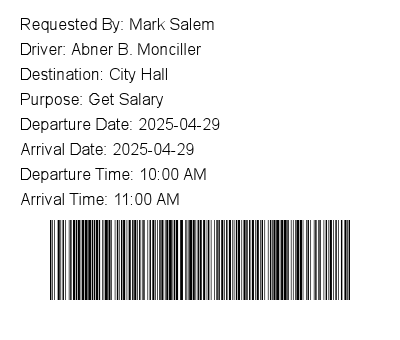 Requested By: Mark Salem
Driver: Abner B. Monciller
Destination: City Hall
Purpose: Get Salary
Departure Date: 2025-04-29
Arrival Date: 2025-04-29
Departure Time: 10:00 AM
Arrival Time: 11:00 AM